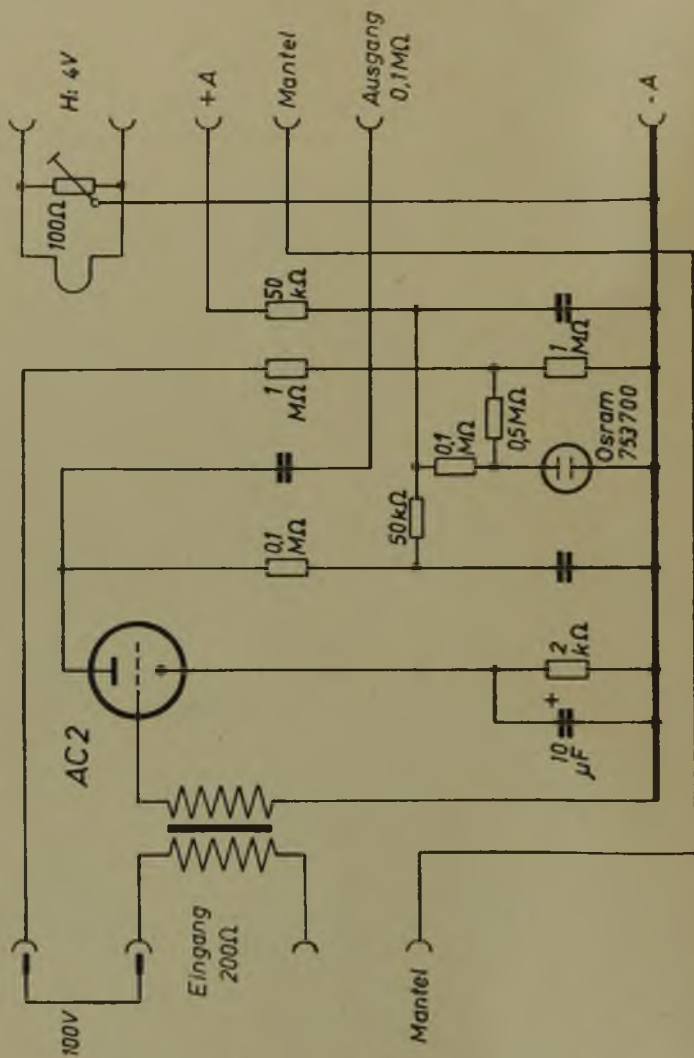 100V
AC2
100Ω
H: 4V
Eingang
200Ω
+A
0,1
MΩ
1
MΩ
50
kΩ
Mantel
Ausgang
0,1MΩ
Mantel
50kΩ
0,1
MΩ
0,5MΩ
10
µF
+
2
kΩ
Osram
753700
1
MΩ
-A